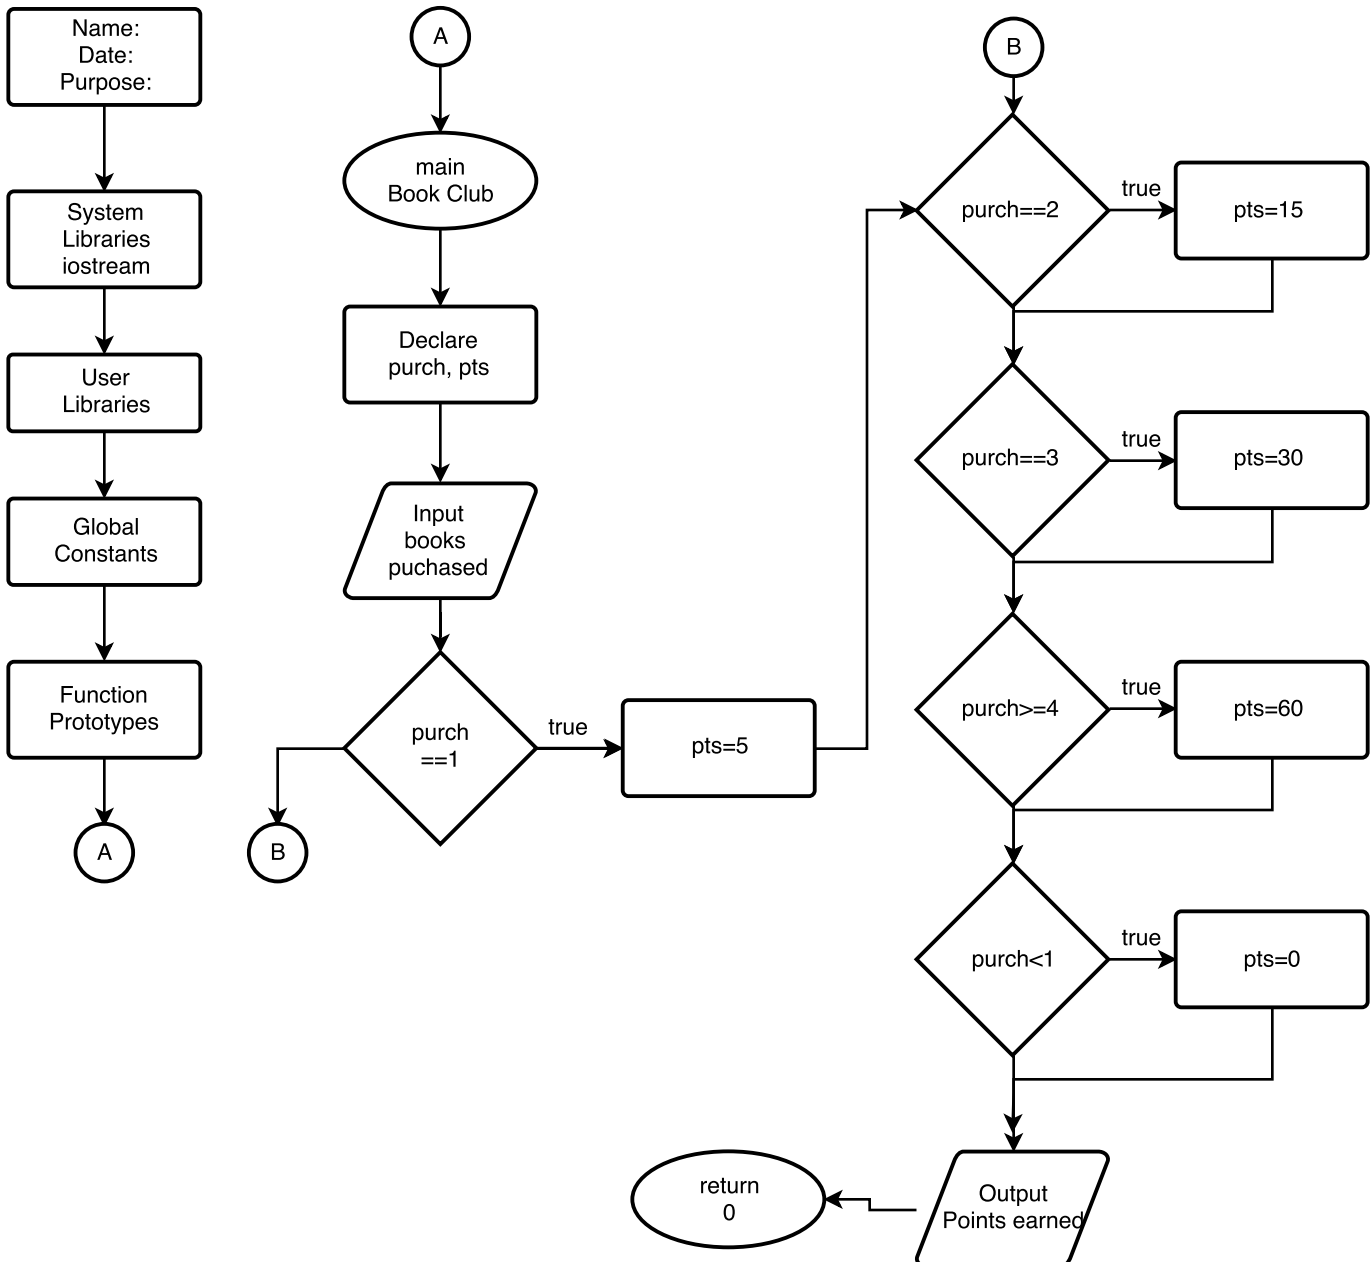 Name:
Date:
Purpose:
System
Libraries
iostream
User
Libraries
Global
Constants
Function
Prototypes
A
A
main
Book Club
Declare
purch, pts
Input
books
puchased
purch
==1
true
pts=5
B
B
purch==2
true
pts=15
purch==3
true
pts=30
purch>=4
true
pts=60
purch<1
true
pts=0
Output
Points earned
return
0